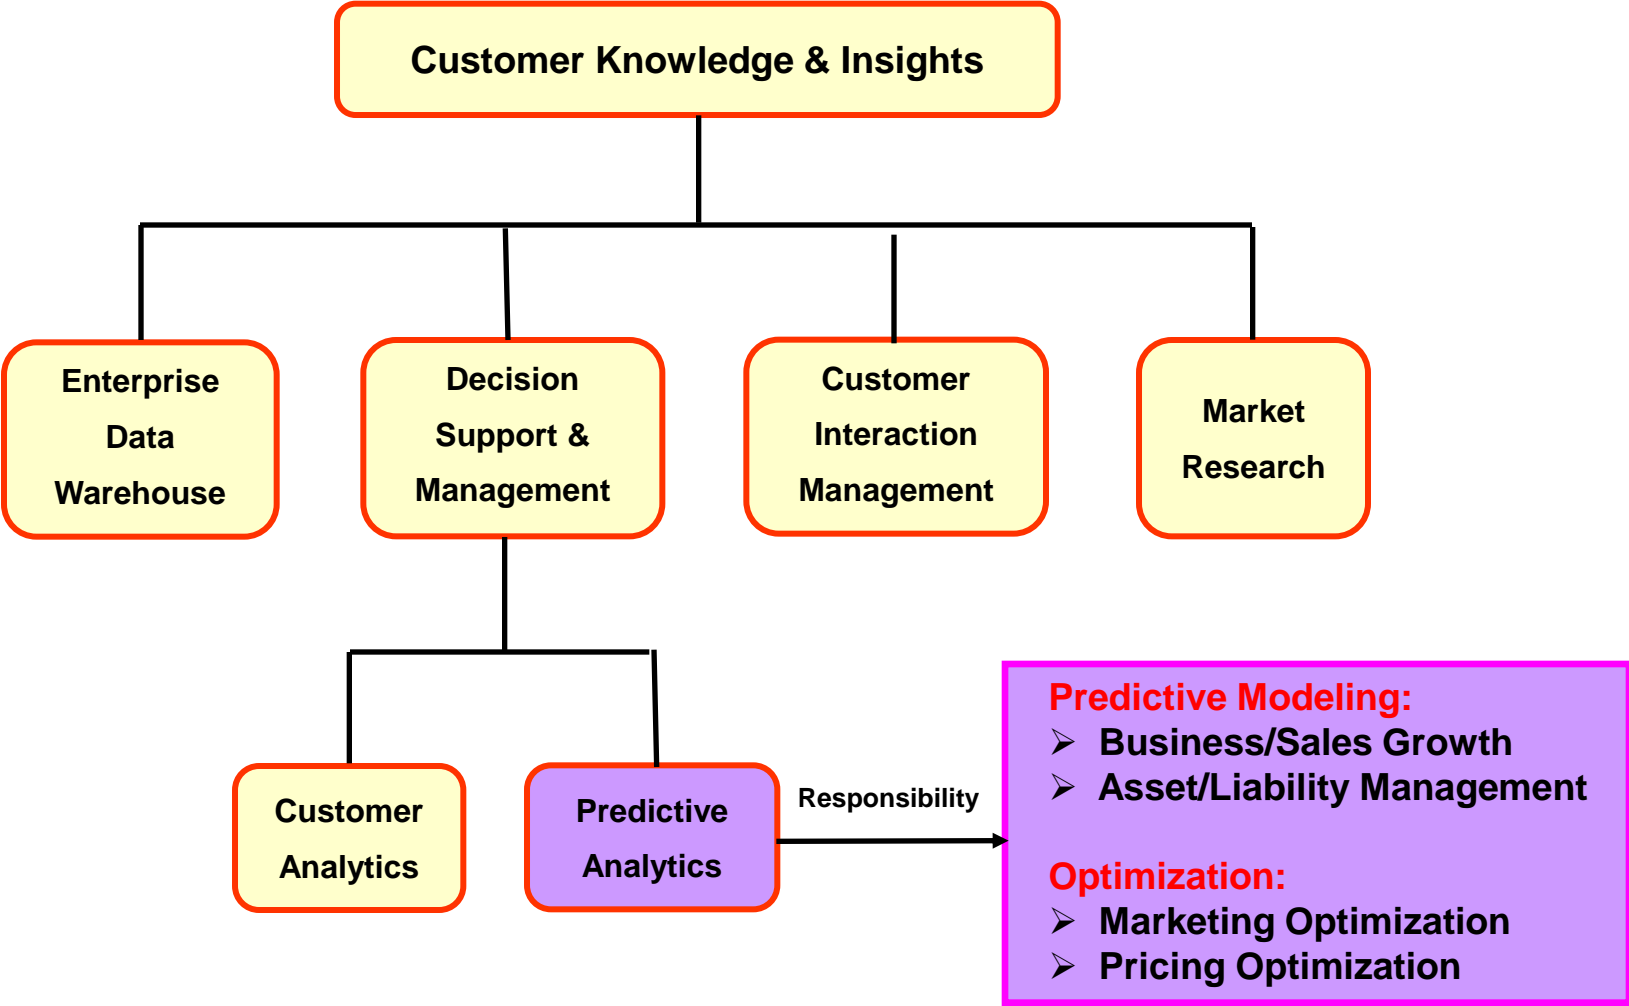 Customer Knowledge & Insights
Enterprise
Data
Warehouse
Decision
Support &
Management
Customer
Interaction
Management
Market
Research
Customer
Analytics
Predictive
Analytics
Responsibility
Predictive Modeling:
➢ Business/Sales Growth
➢ Asset/Liability Management
Optimization:
➢ Marketing Optimization
➢ Pricing Optimization